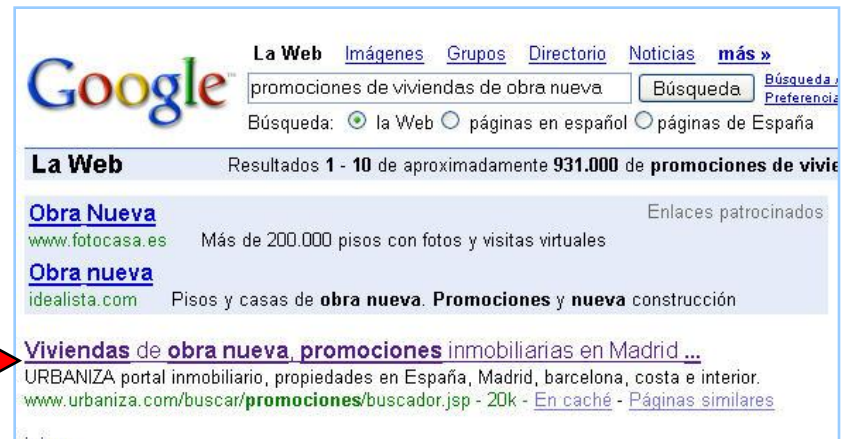 Google™
La Web Imágenes Grupos Directorio Noticias más »
promociones de viviendas de obra nueva Búsqueda Búsqueda
Preferencia
Búsqueda: la Web páginas en español páginas de España
La Web Resultados 1 - 10 de aproximadamente 931.000 de promociones de vivie
Obra Nueva Enlaces patrocinados
www.fotocasa.es Más de 200.000 pisos con fotos y visitas virtuales
Obra nueva
idealista.com Pisos y casas de obra nueva. Promociones y nueva construcción
Viviendas de obra nueva, promociones inmobiliarias en Madrid ...
URBANIZA portal inmobiliario, propiedades en España, Madrid, barcelona, costa e interior.
www.urbaniza.com/buscar/promociones/buscador.jsp - 20k - En caché - Páginas similares